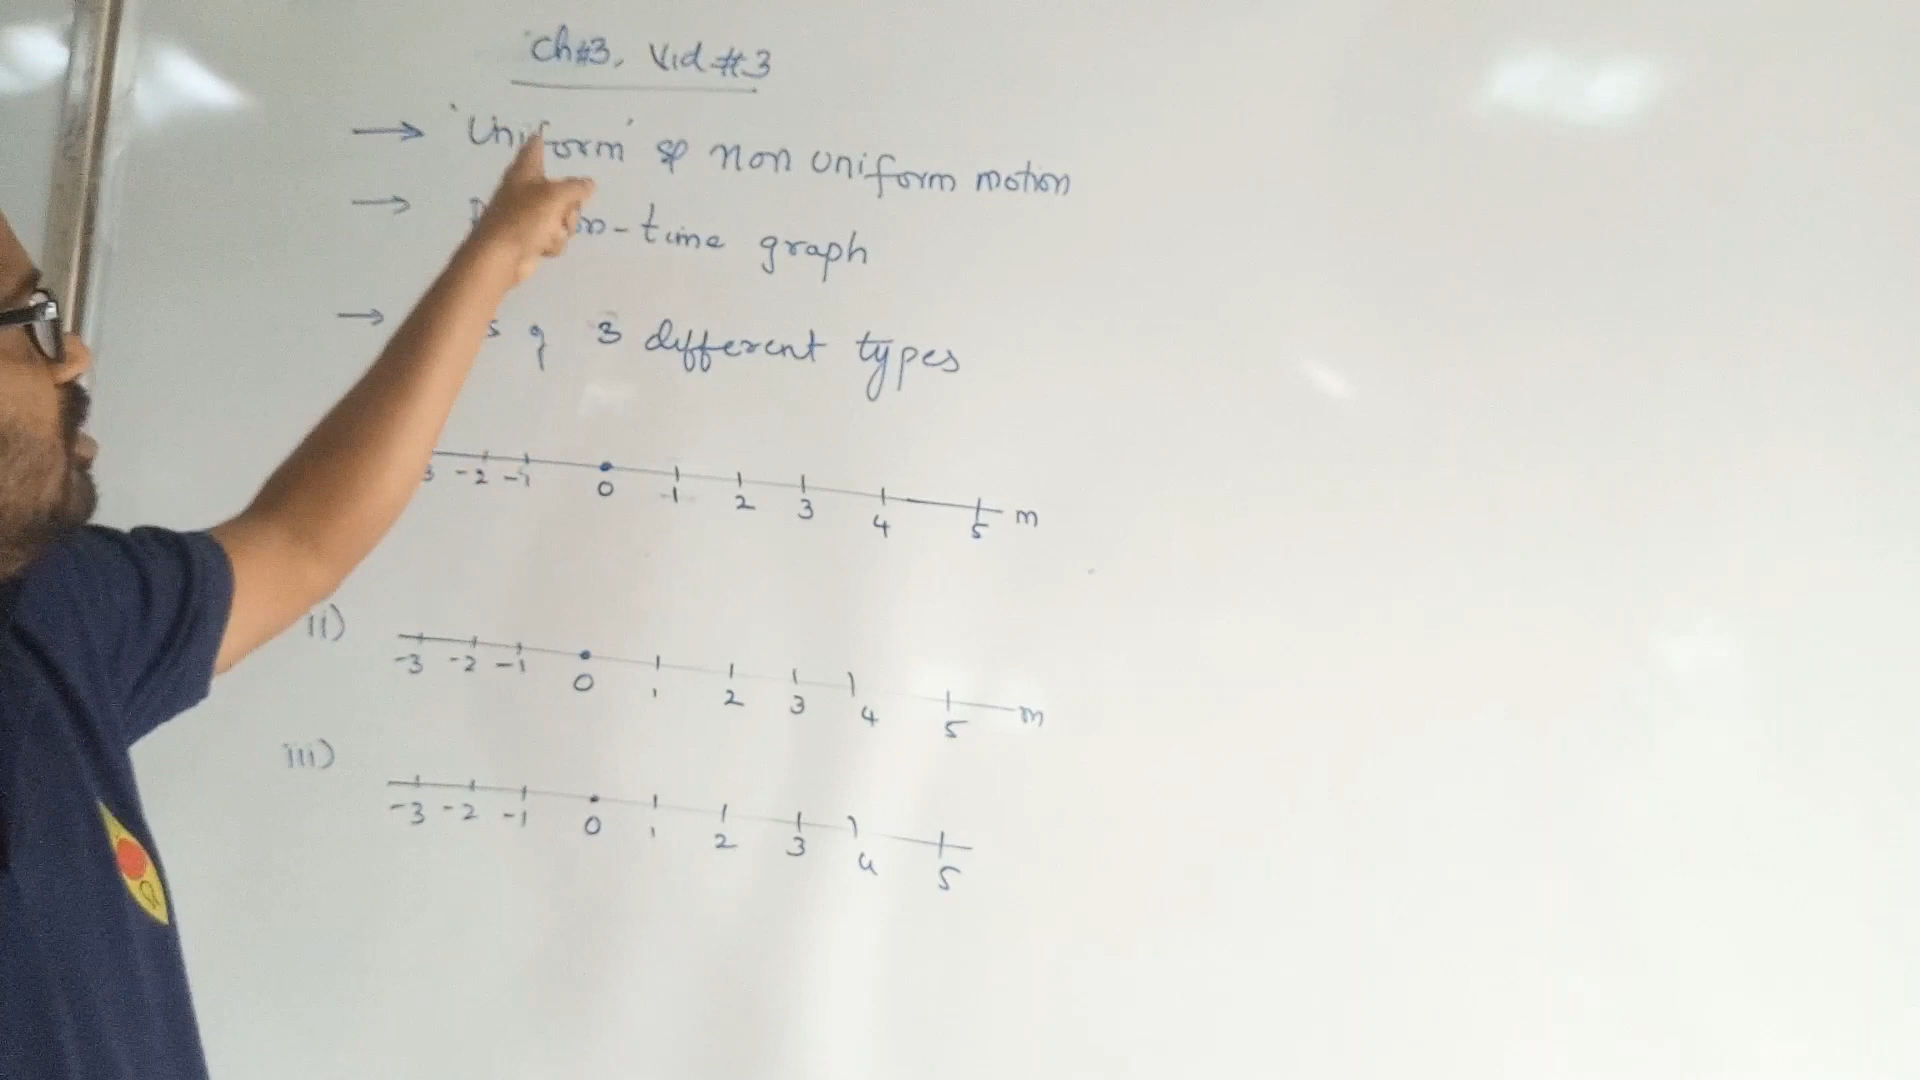 Ch#3, Vid #3
→ 'Uniform' & non uniform motion
→ -time graph
→ 3 different types
-2 -1 0 1 2 3 4 5 m
ii)
-3 -2 -1 0 1 2 3 4 5 m
iii)
-3 -2 -1 0 1 2 3 4 5